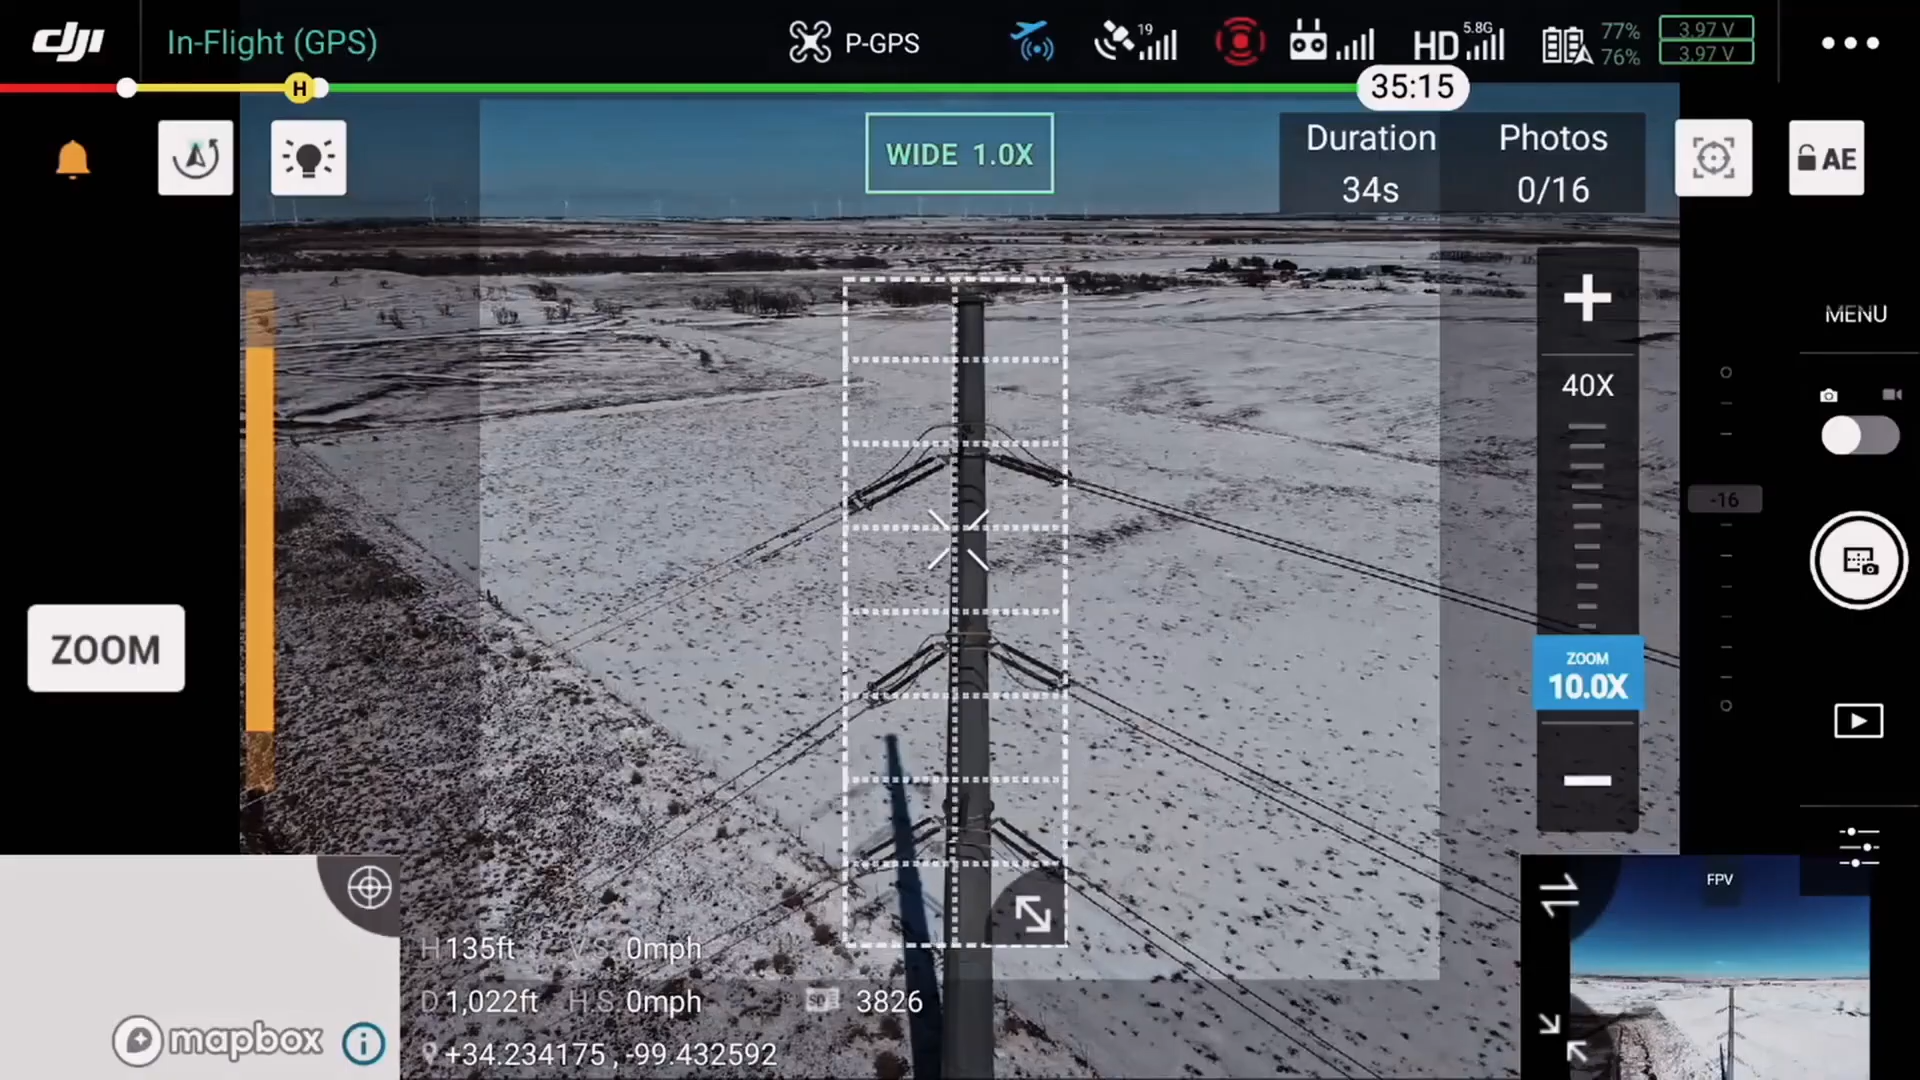 dji
In-Flight (GPS)
P-GPS
19
HD 5.8G
77%
76%
3.97 V
3.97 V
H
35:15
WIDE 1.0X
Duration
34s
Photos
0/16
AE
MENU
40X
-16
ZOOM
10.0X
ZOOM
FPV
H 135ft V.S. 0mph
D 1,022ft H.S. 0mph
SD 3826
+34.234175, -99.432592
mapbox
i